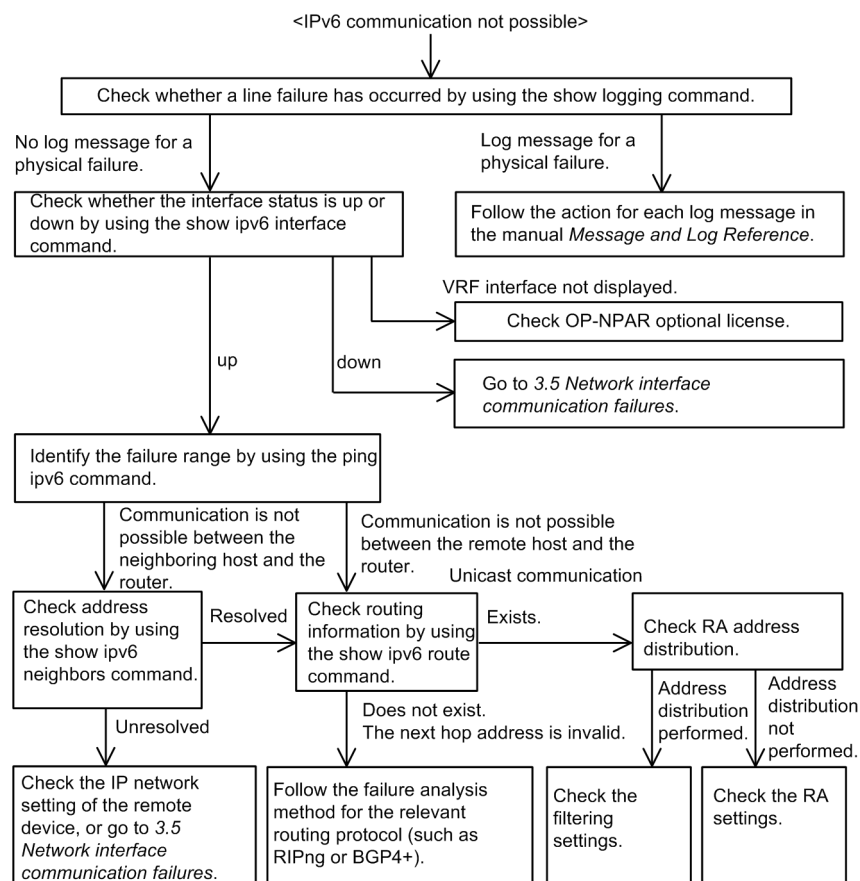 <IPv6 communication not possible>
Check whether a line failure has occurred by using the show logging command.
No log message for a
physical failure.
Log message for a
physical failure.
Check whether the interface status is up or
down by using the show ipv6 interface
command.
Follow the action for each log message in
the manual Message and Log Reference.
VRF interface not displayed.
Check OP-NPAR optional license.
up
down
Go to 3.5 Network interface
communication failures.
Identify the failure range by using the ping
ipv6 command.
Communication is not
possible between the
neighboring host and the
router.
Communication is not possible
between the remote host and the
router.
Unicast communication
Check address
resolution by using
the show ipv6
neighbors command.
Resolved
Check routing
information by using
the show ipv6 route
command.
Exists.
Check RA address
distribution.
Unresolved
Does not exist.
The next hop address is invalid.
Address
distribution
performed.
Address
distribution
not
performed.
Check the IP network
setting of the remote
device, or go to 3.5
Network interface
communication failures.
Follow the failure analysis
method for the relevant
routing protocol (such as
RIPng or BGP4+).
Check the
filtering
settings.
Check the RA
settings.